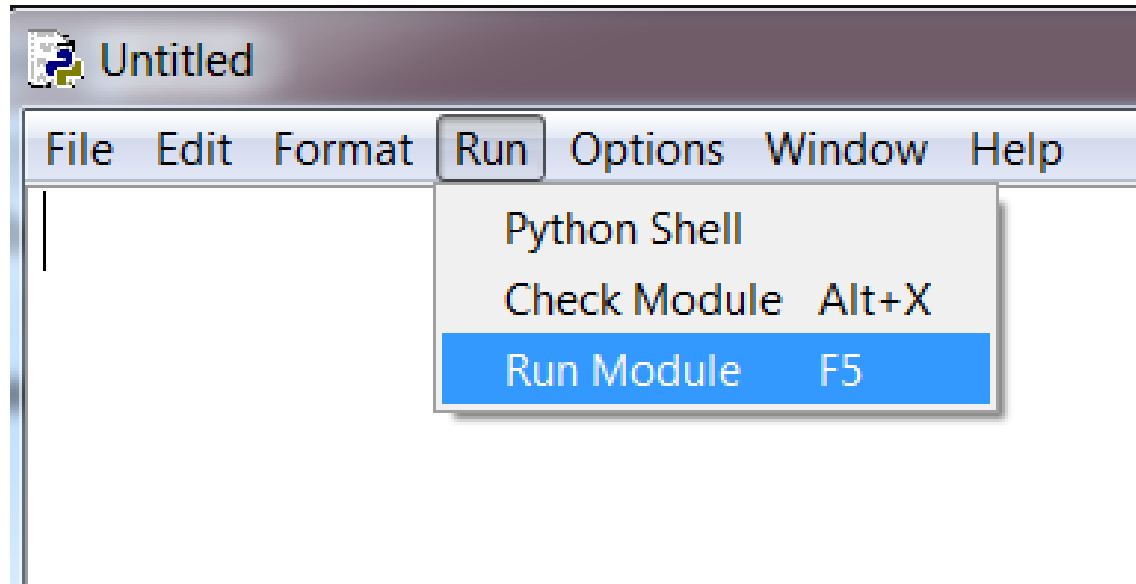 Untitled
File Edit Format Run Options Window Help
Python Shell
Check Module Alt+X
Run Module F5